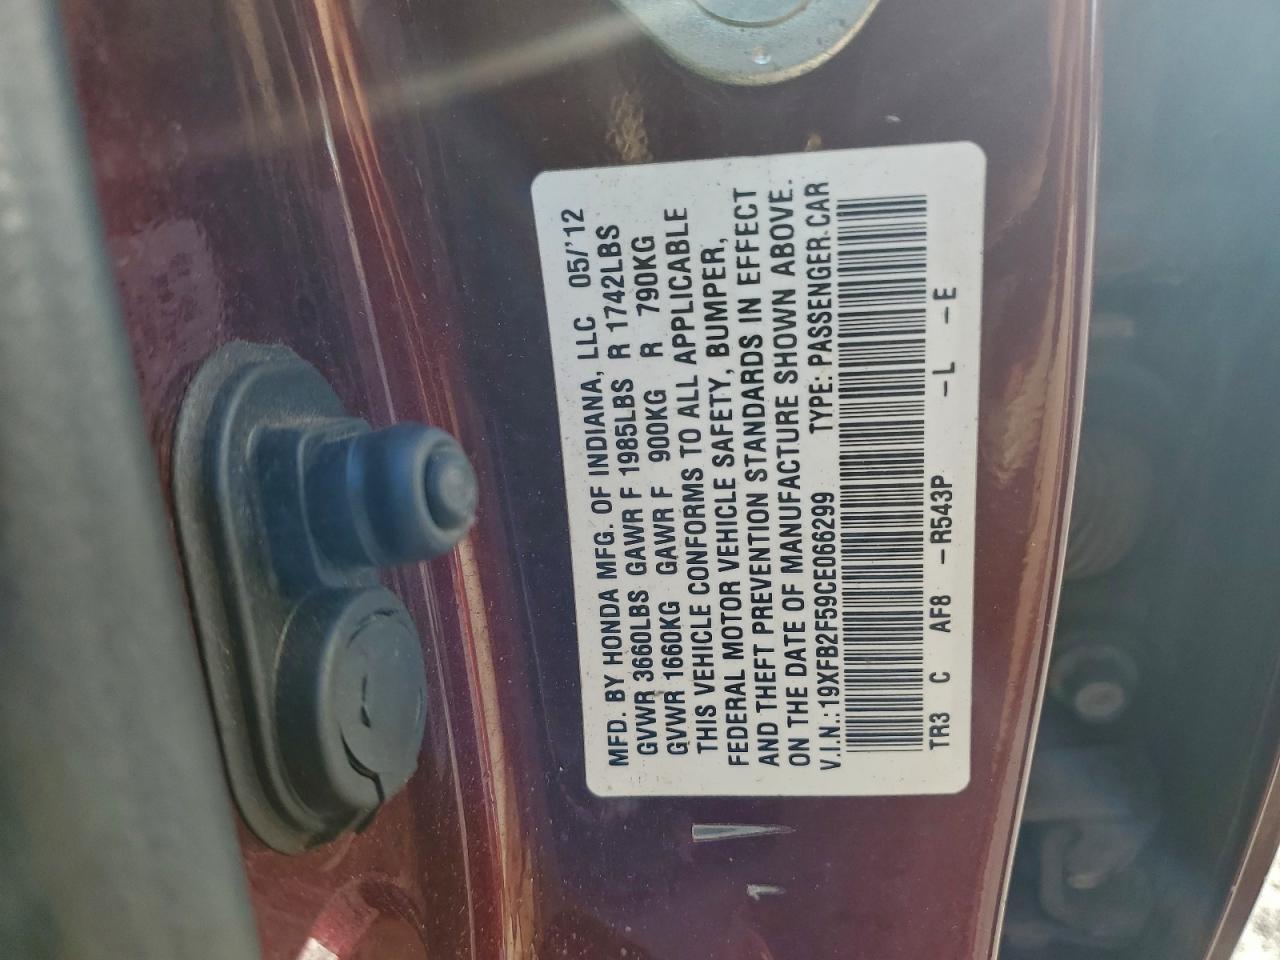 MFD. BY HONDA MFG. OF INDIANA, LLC 05/'12
GVWR 3660LBS GAWR F 1985LBS R 1742LBS
GVWR 1660KG GAWR F 900KG R 790KG
THIS VEHICLE CONFORMS TO ALL APPLICABLE
FEDERAL MOTOR VEHICLE SAFETY, BUMPER,
AND THEFT PREVENTION STANDARDS IN EFFECT
ON THE DATE OF MANUFACTURE SHOWN ABOVE.
V.I.N.:19XFB2F59CE066299 TYPE: PASSENGER CAR
TR3 C AF8 -R543P -L -E